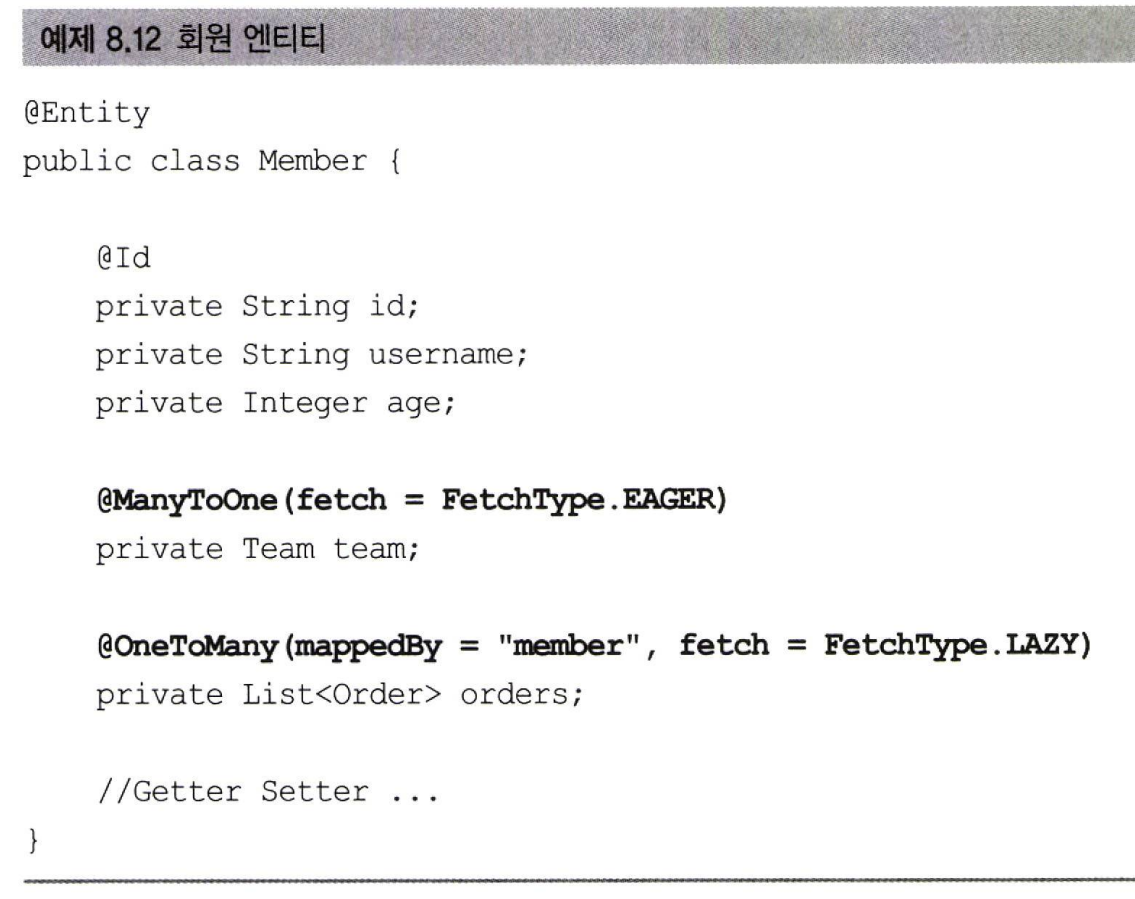 예제 8.12 회원 엔티티
@Entity
public class Member {
@Id
private String id;
private String username;
private Integer age;
@ManyToOne(fetch = FetchType.EAGER)
private Team team;
@OneToMany(mappedBy = "member", fetch = FetchType.LAZY)
private List<Order> orders;
//Getter Setter ...
}